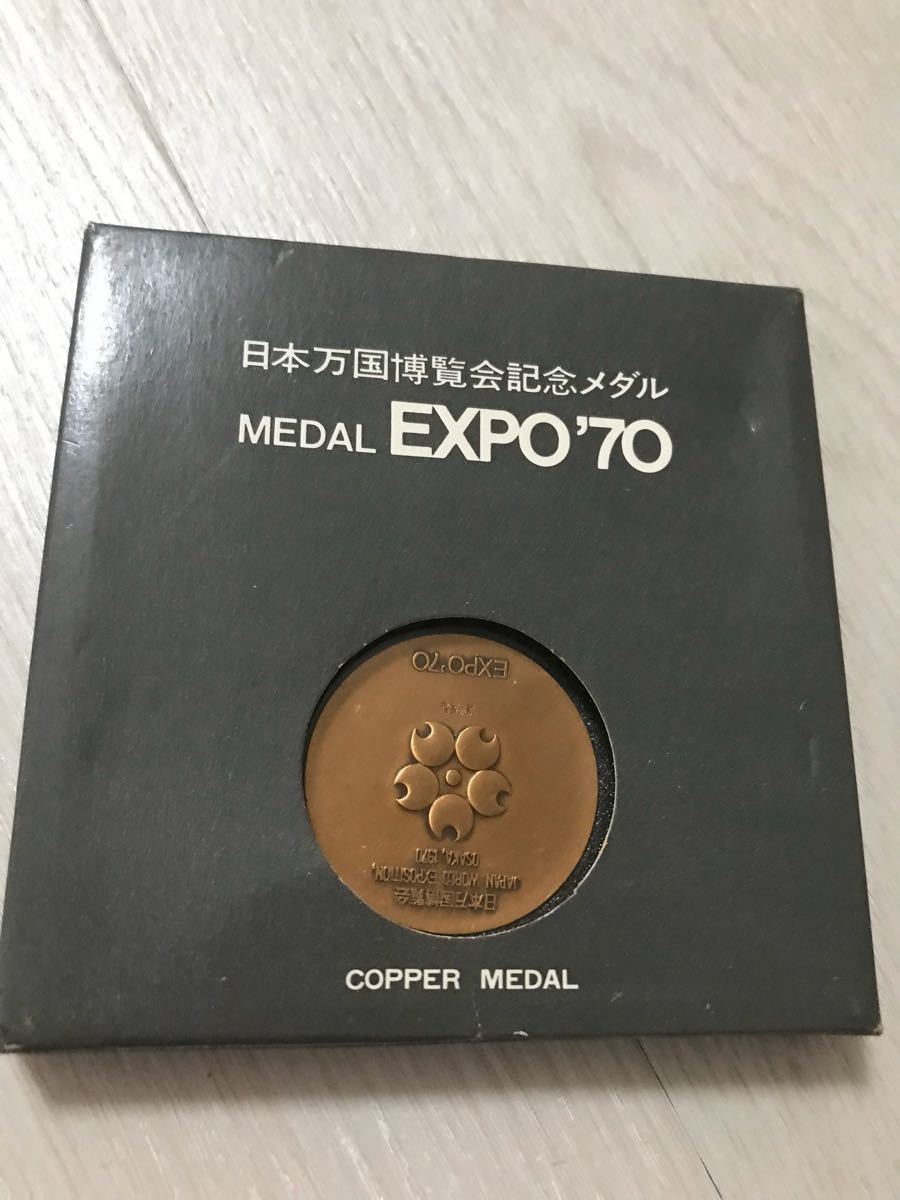 日本万国博覧会記念メダル
MEDAL EXPO'70
EXPO'70
日本万国博覧会
JAPAN WORLD EXPOSITION,
OSAKA, 1970
COPPER MEDAL